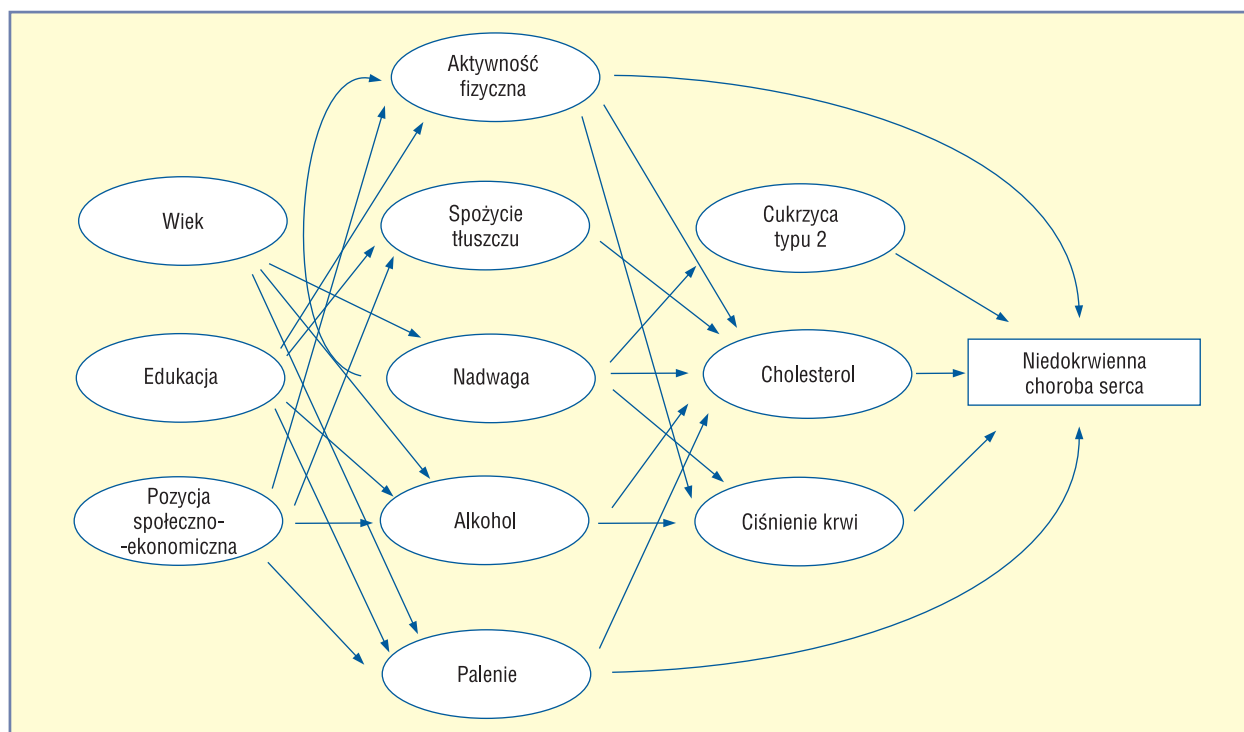 Aktywność
fizyczna
Wiek
Spożycie
tłuszczu
Cukrzyca
typu 2
Edukacja
Nadwaga
Cholesterol
Niedokrwienna
choroba serca
Pozycja
społeczno-
-ekonomiczna
Alkohol
Ciśnienie krwi
Palenie